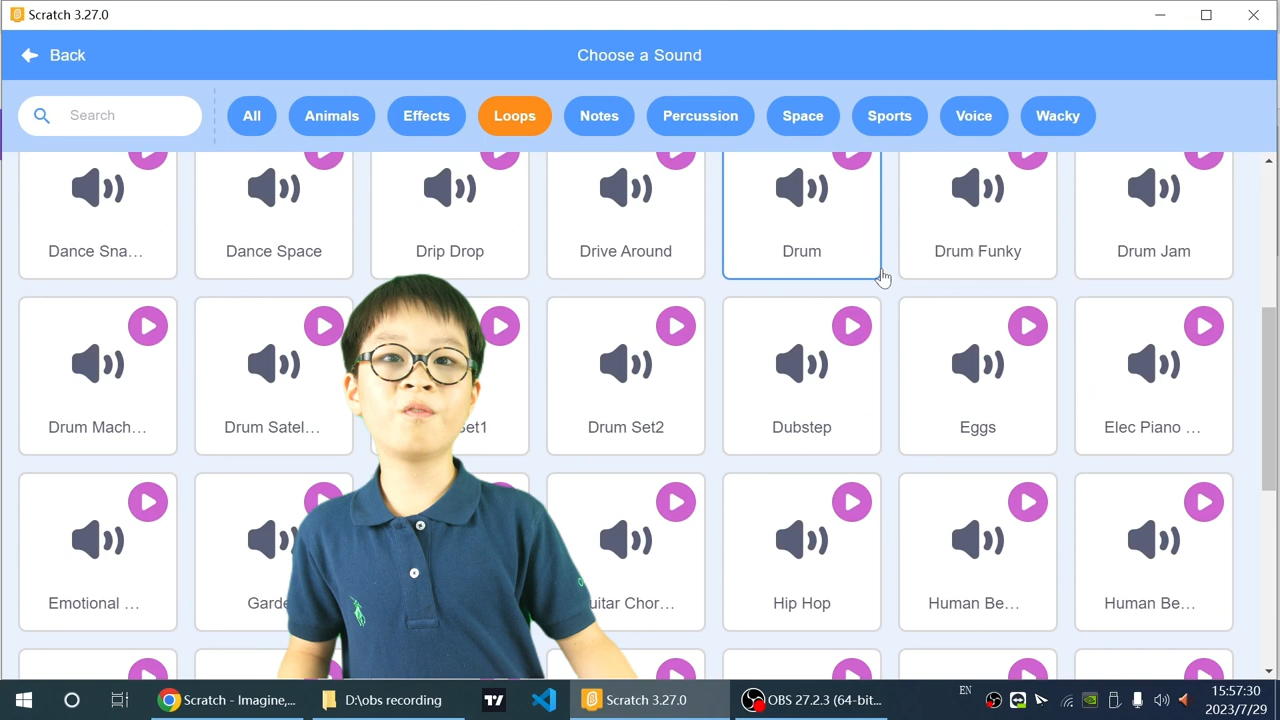 Scratch 3.27.0
Back
Choose a Sound
Search
All
Animals
Effects
Loops
Notes
Percussion
Space
Sports
Voice
Wacky
Dance Sna…
Dance Space
Drip Drop
Drive Around
Drum
Drum Funky
Drum Jam
Drum Mach…
Drum Satel…
et1
Drum Set2
Dubstep
Eggs
Elec Piano …
Emotional …
Garde
uitar Chor…
Hip Hop
Human Be…
Human Be…
Scratch - Imagine,...
D:\obs recording
Scratch 3.27.0
OBS 27.2.3 (64-bit...
EN
15:57:30
2023/7/29